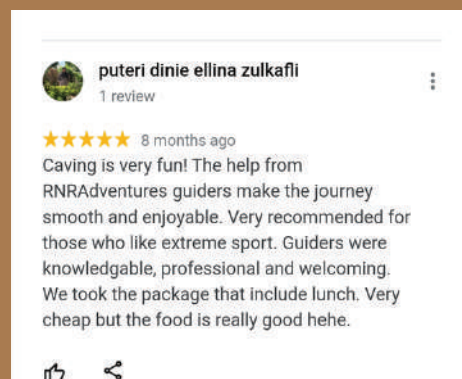 puteri dinie ellina zulkafli
1 review
8 months ago
Caving is very fun! The help from
RNRAdventures guiders make the journey
smooth and enjoyable. Very recommended for
those who like extreme sport. Guiders were
knowledgable, professional and welcoming.
We took the package that include lunch. Very
cheap but the food is really good hehe.